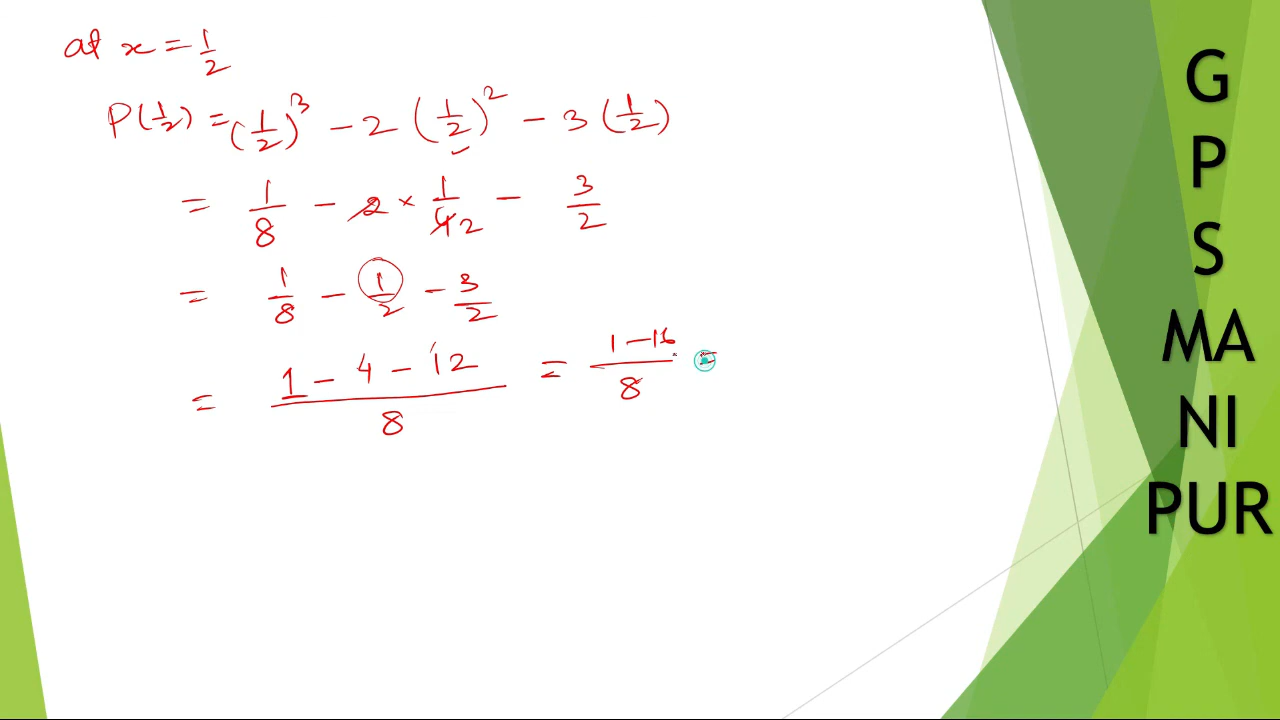 at x = 1/2
P(1/2) = (1/2)³ - 2 (1/2)² - 3 (1/2)
= 1/8 - 2 × 1/4 2 - 3/2
= 1/8 - 1/2 - 3/2
= (1 - 4 - 12)/8 = (1 - 16)/8 =
G
P
S
MA
NI
PUR